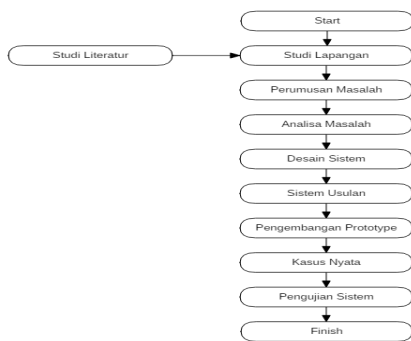 Start
Studi Literatur
Studi Lapangan
Perumusan Masalah
Analisa Masalah
Desain Sistem
Sistem Usulan
Pengembangan Prototype
Kasus Nyata
Pengujian Sistem
Finish